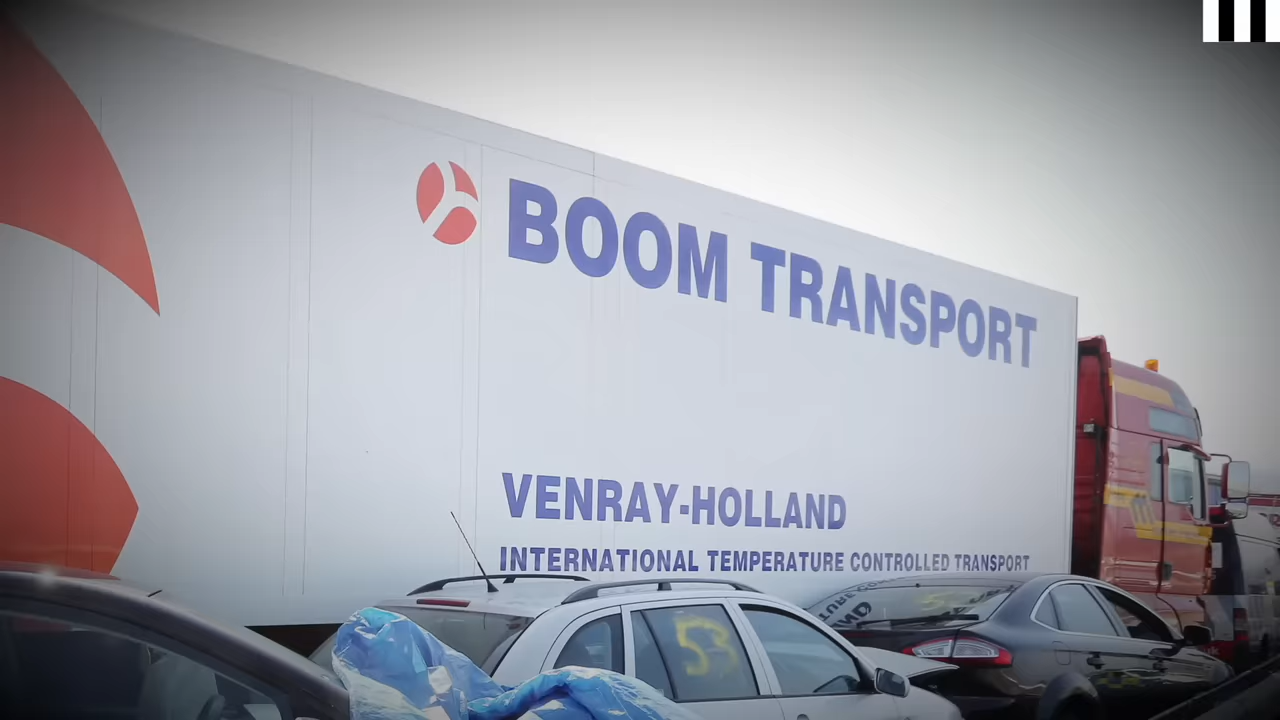 BOOM TRANSPORT
VENRAY-HOLLAND
INTERNATIONAL TEMPERATURE CONTROLLED TRANSPORT
53